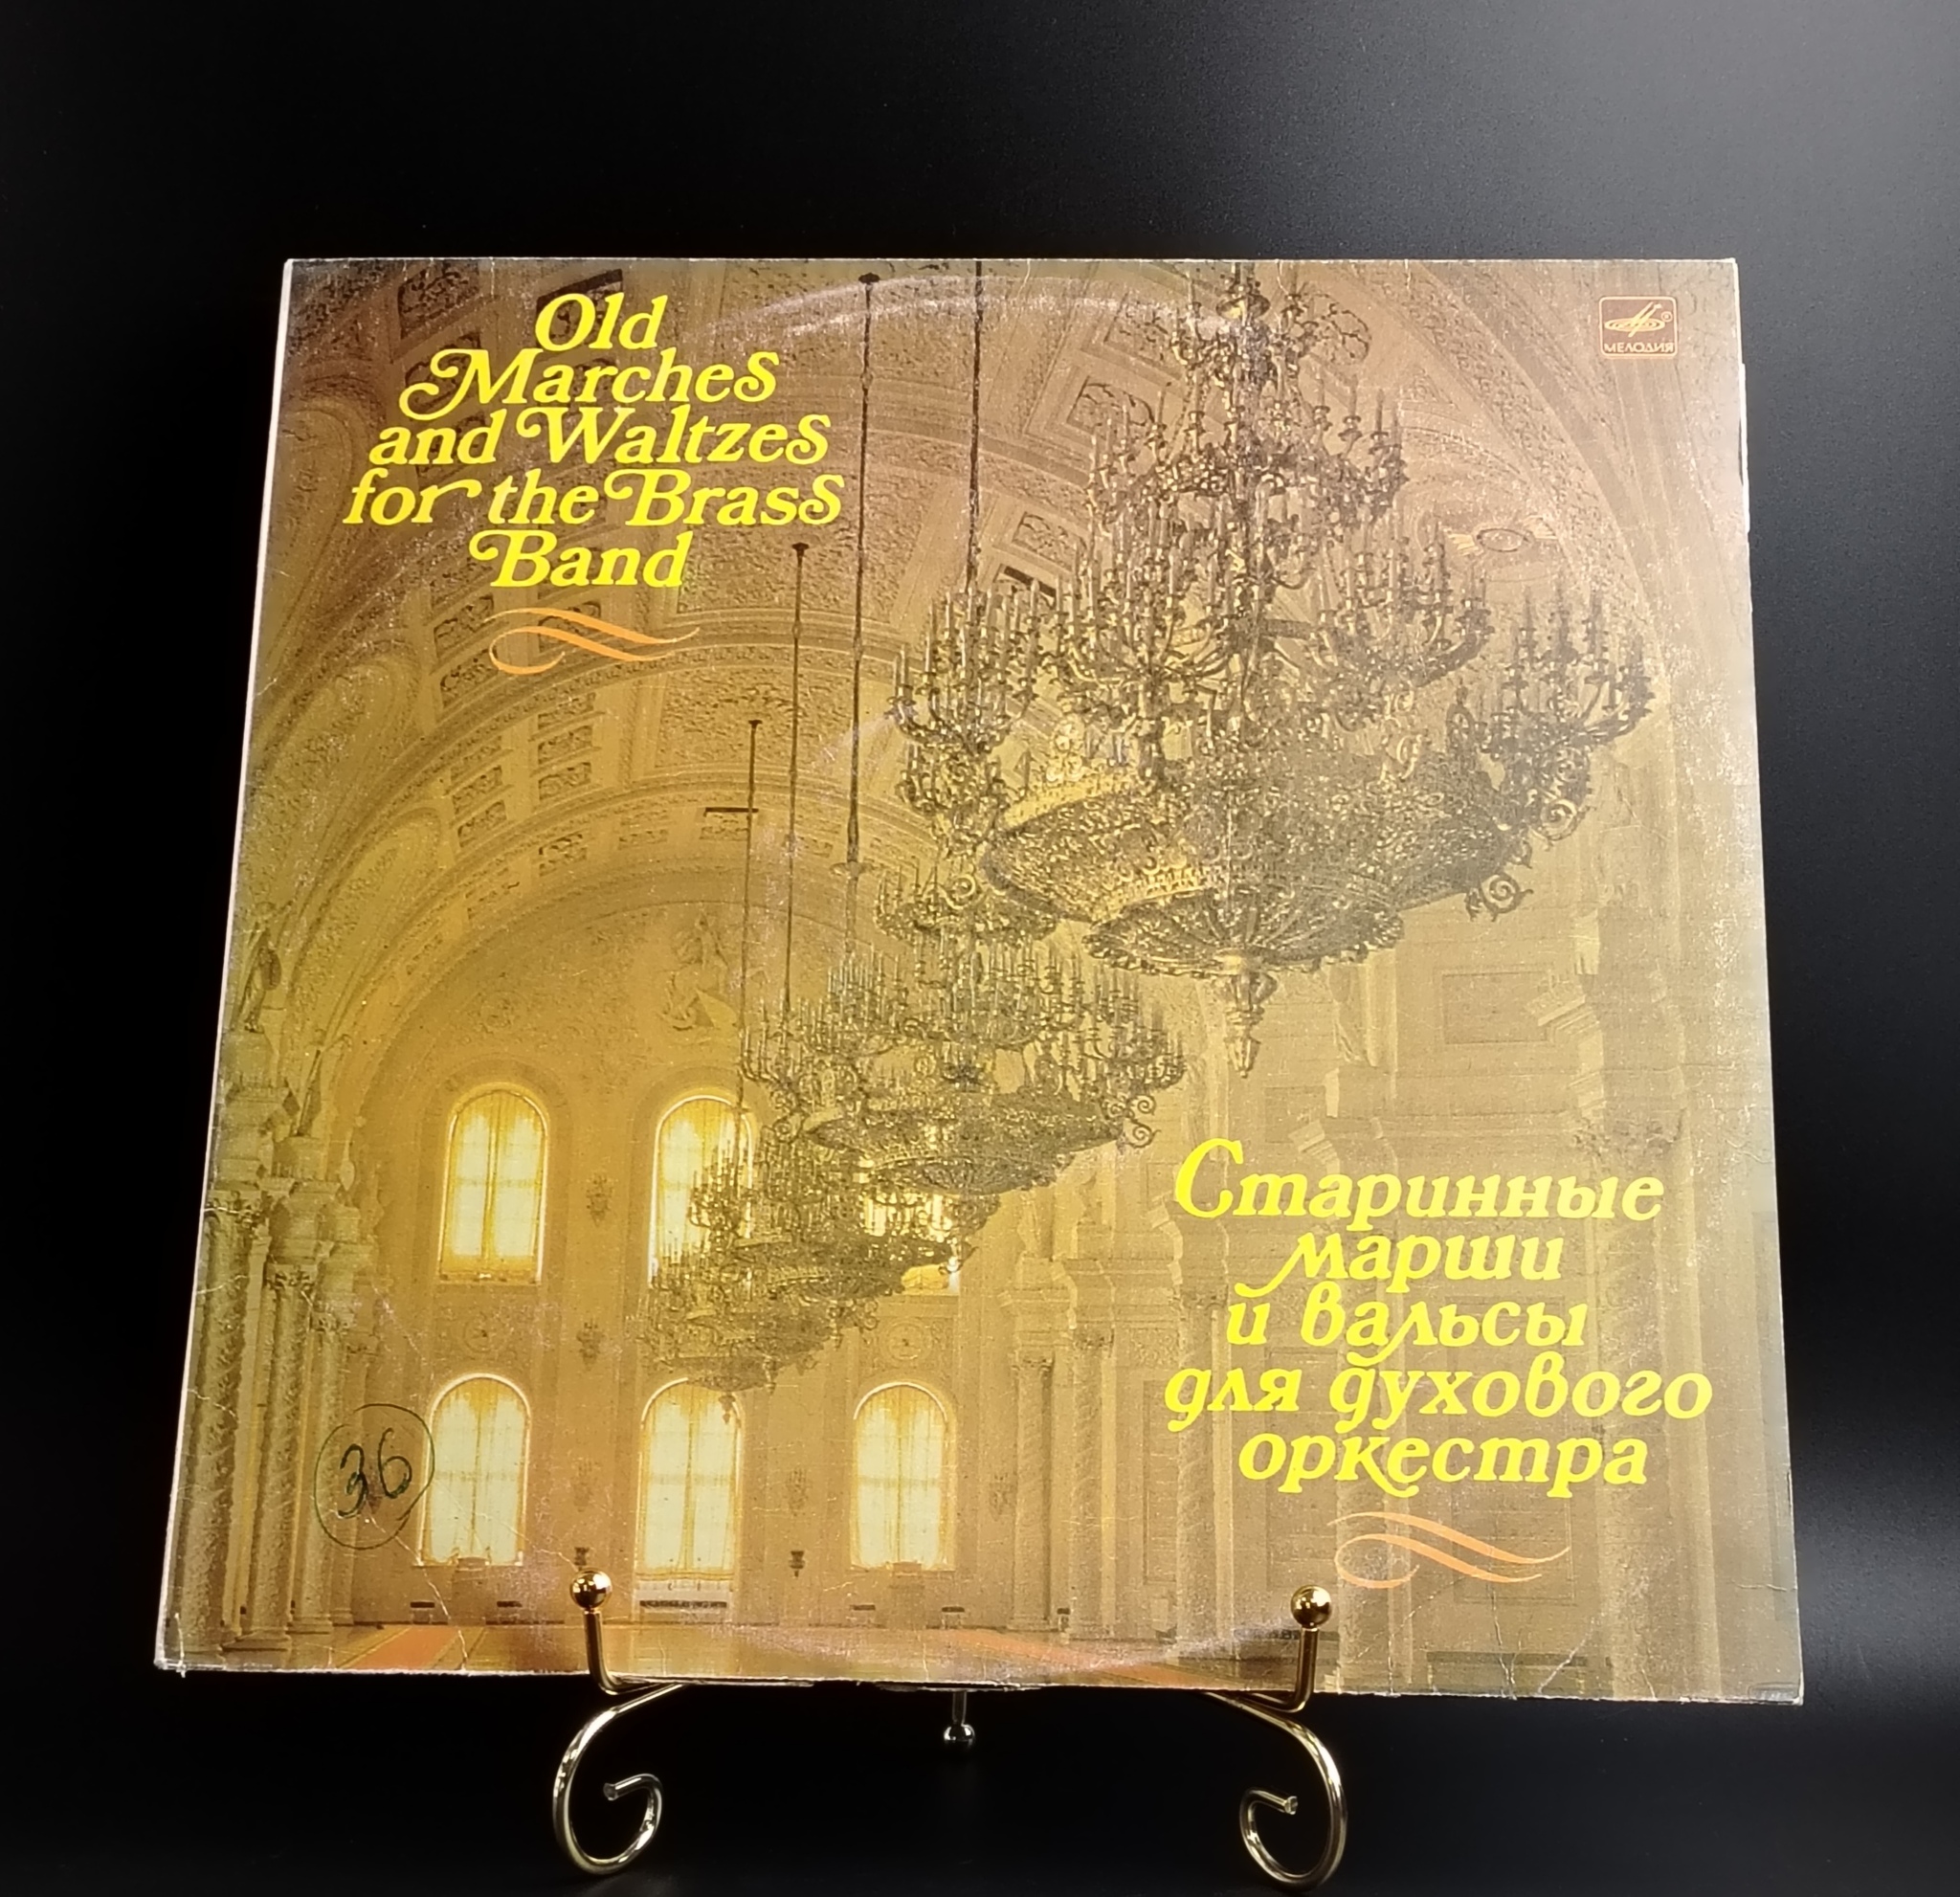 Old
Marches
and Waltzes
for the Brass
Band
МЕЛОДИЯ
Старинные
марши
и вальсы
для духового
оркестра
36